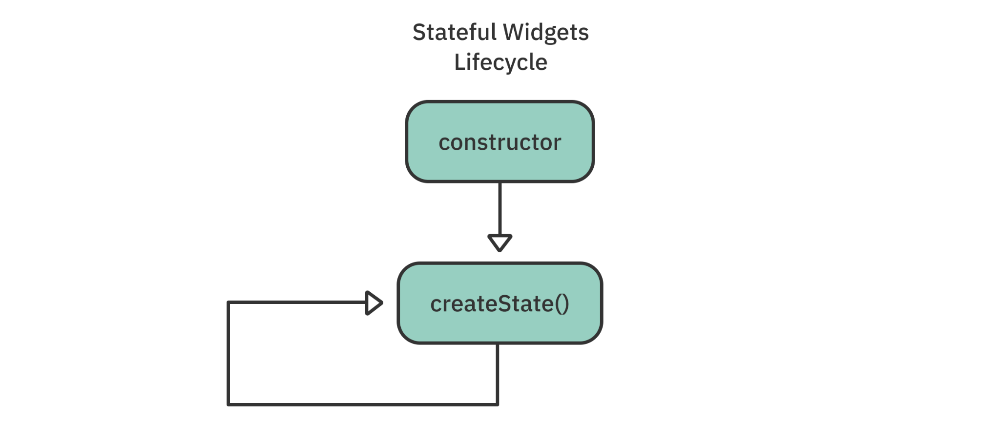 Stateful Widgets
Lifecycle
constructor
createState()